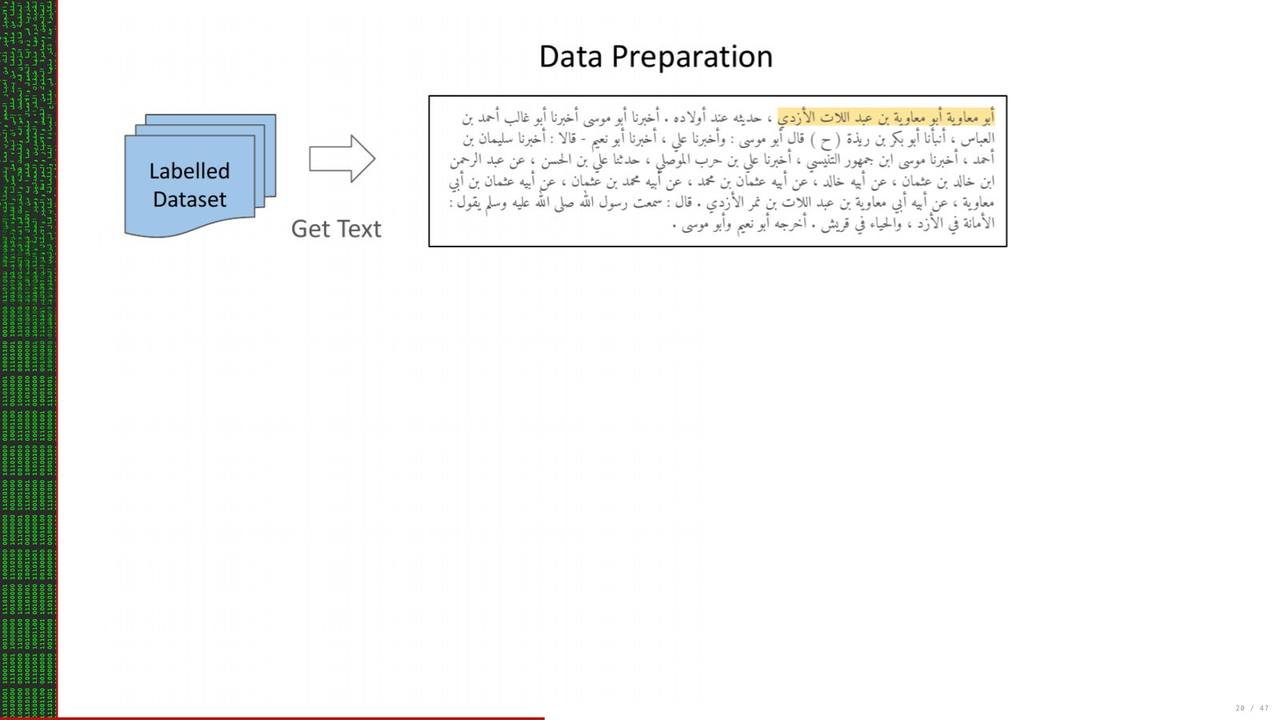 Data Preparation
Labelled
Dataset
Get Text
أبو معاوية أبو معاوية بن عبد اللات الأزدي ، حديثه عند أولاده . أخبرنا أبو موسى أخبرنا أبو غالب أحمد بن
العباس ، أنبأنا أبو بكر بن ريذة ( ح ) قال أبو موسى : وأخبرنا علي ، أخبرنا أبو نعيم - قالا : أخبرنا سليمان بن
أحمد ، أخبرنا موسى ابن جمهور التنيسي ، أخبرنا علي بن حرب الموصلي ، حدثنا علي بن الحسن ، عن عبد الرحمن
ابن خالد بن عثمان ، عن أبيه خالد ، عن أبيه عثمان بن محمد ، عن أبيه محمد بن عثمان ، عن أبيه عثمان بن أبي
معاوية ، عن أبيه أبي معاوية بن عبد اللات بن نمر الأزدي . قال : سمعت رسول الله صلى الله عليه وسلم يقول :
الأمانة في الأزد ، والحياء في قريش . أخرجه أبو نعيم وأبو موسى .
20 / 47